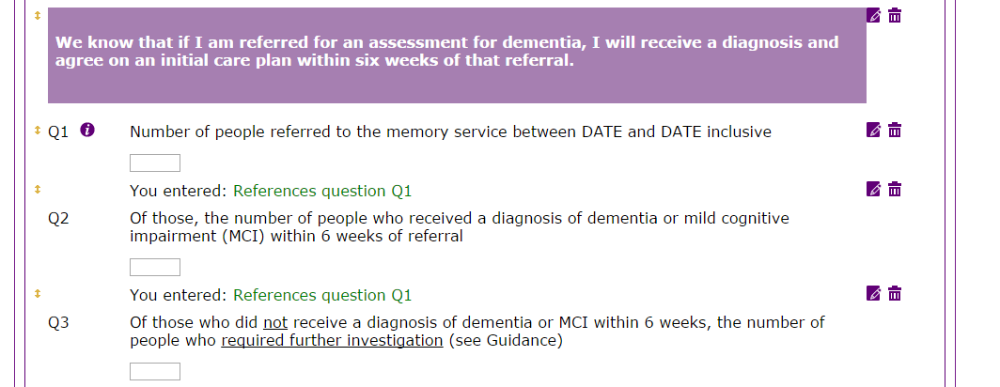 We know that if I am referred for an assessment for dementia, I will receive a diagnosis and
agree on an initial care plan within six weeks of that referral.
Q1 i Number of people referred to the memory service between DATE and DATE inclusive
You entered: References question Q1
Q2 Of those, the number of people who received a diagnosis of dementia or mild cognitive
impairment (MCI) within 6 weeks of referral
You entered: References question Q1
Q3 Of those who did not receive a diagnosis of dementia or MCI within 6 weeks, the number of
people who required further investigation (see Guidance)